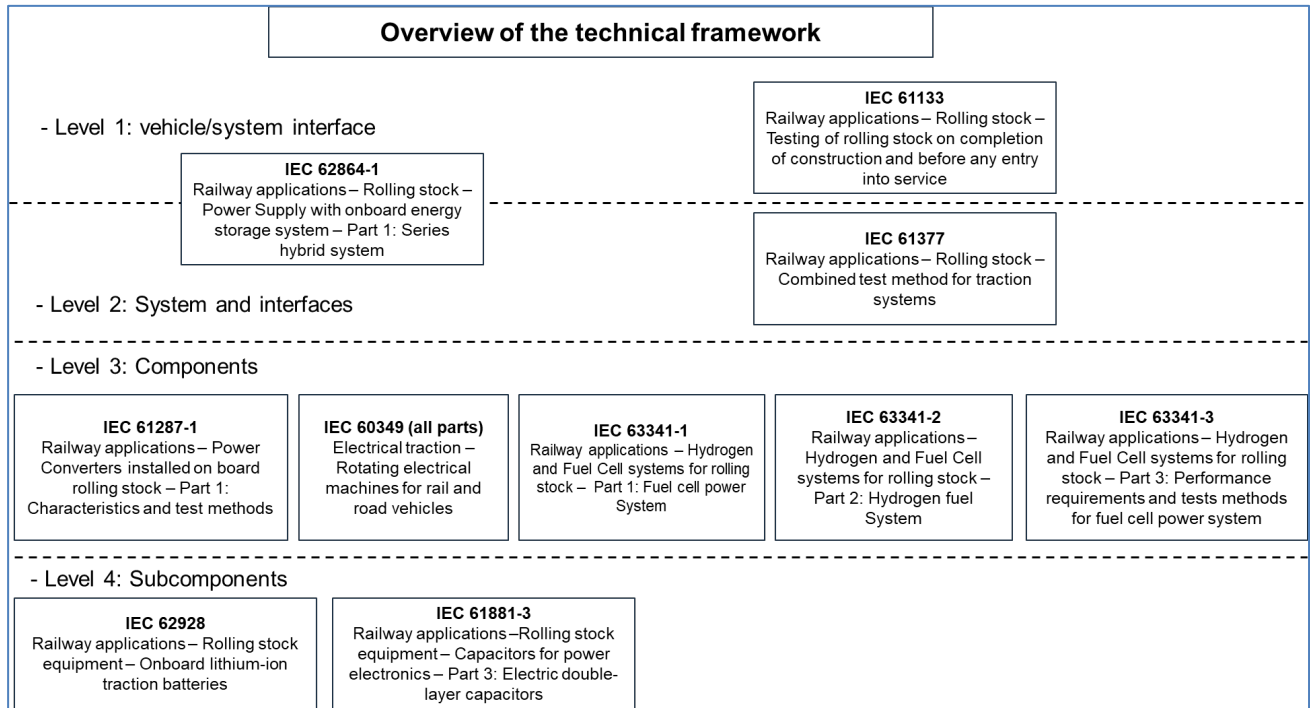 Overview of the technical framework
- Level 1: vehicle/system interface
IEC 61133
Railway applications – Rolling stock –
Testing of rolling stock on completion
of construction and before any entry
into service
IEC 62864-1
Railway applications – Rolling stock –
Power Supply with onboard energy
storage system – Part 1: Series
hybrid system
IEC 61377
Railway applications – Rolling stock –
Combined test method for traction
systems
- Level 2: System and interfaces
- Level 3: Components
IEC 61287-1
Railway applications – Power
Converters installed on board
rolling stock – Part 1:
Characteristics and test methods
IEC 60349 (all parts)
Electrical traction –
Rotating electrical
machines for rail and
road vehicles
IEC 63341-1
Railway applications – Hydrogen
and Fuel Cell systems for rolling
stock – Part 1: Fuel cell power
System
IEC 63341-2
Railway applications –
Hydrogen and Fuel Cell
systems for rolling stock –
Part 2: Hydrogen fuel
System
IEC 63341-3
Railway applications – Hydrogen
and Fuel Cell systems for rolling
stock – Part 3: Performance
requirements and tests methods
for fuel cell power system
- Level 4: Subcomponents
IEC 62928
Railway applications – Rolling stock
equipment – Onboard lithium-ion
traction batteries
IEC 61881-3
Railway applications –Rolling stock
equipment – Capacitors for power
electronics – Part 3: Electric double-
layer capacitors